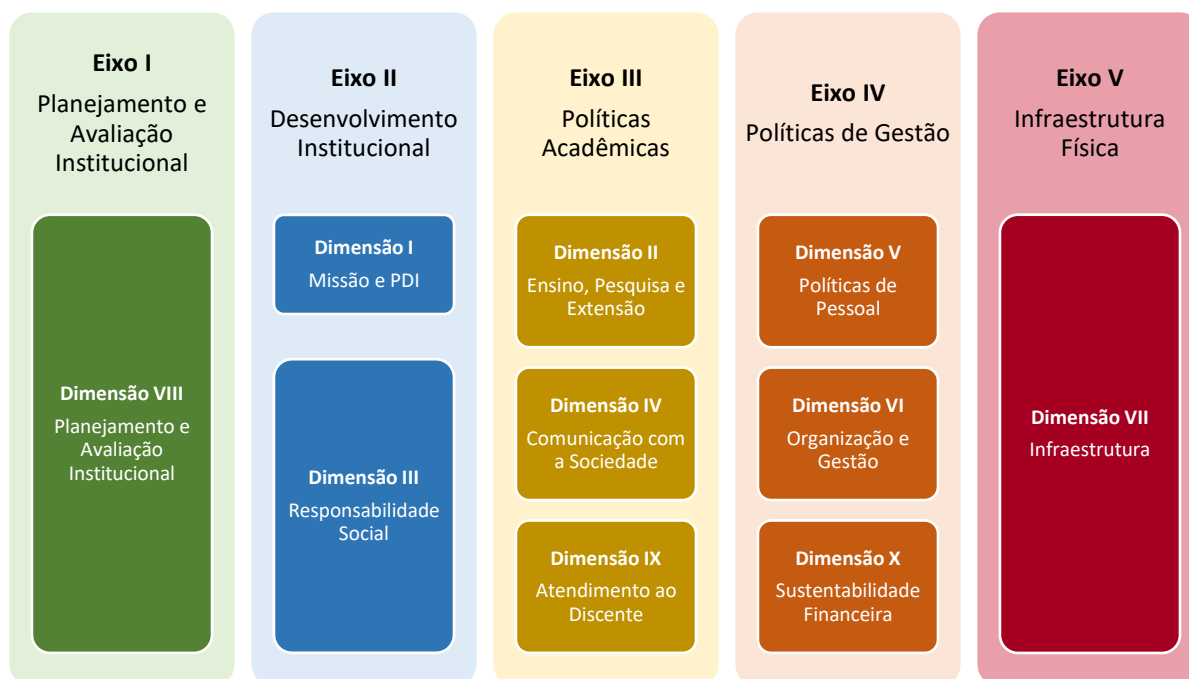 Eixo I
Planejamento e
Avaliação
Institucional
Dimensão VIII
Planejamento e
Avaliação
Institucional
Eixo II
Desenvolvimento
Institucional
Dimensão I
Missão e PDI
Dimensão III
Responsabilidade
Social
Eixo III
Políticas
Acadêmicas
Dimensão II
Ensino, Pesquisa e
Extensão
Dimensão IV
Comunicação com
a Sociedade
Dimensão IX
Atendimento ao
Discente
Eixo IV
Políticas de Gestão
Dimensão V
Políticas de
Pessoal
Dimensão VI
Organização e
Gestão
Dimensão X
Sustentabilidade
Financeira
Eixo V
Infraestrutura
Física
Dimensão VII
Infraestrutura